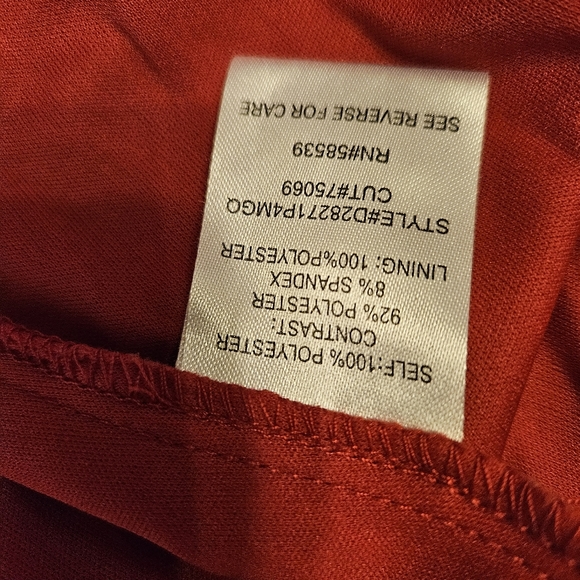 SELF:100% POLYESTER
CONTRAST:
92% POLYESTER
8% SPANDEX
LINING: 100%POLYESTER
STYLE#D28271P4MGQ
CUT#75069
RN#58539
SEE REVERSE FOR CARE